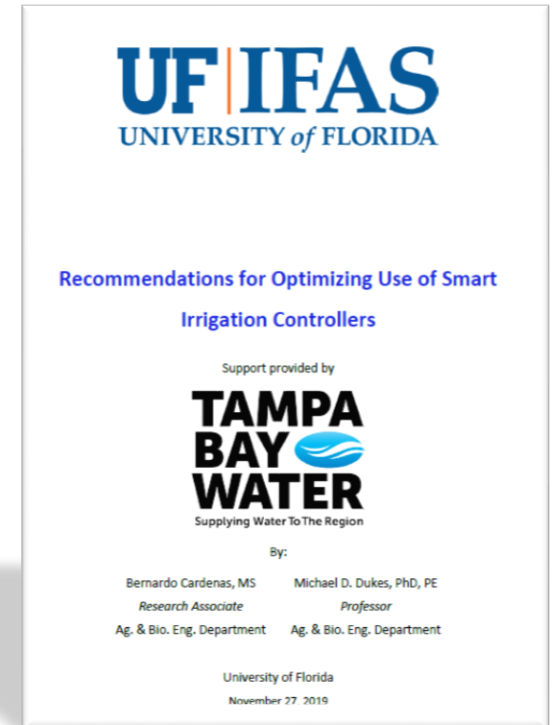 UF|IFAS
UNIVERSITY of FLORIDA
Recommendations for Optimizing Use of Smart
Irrigation Controllers
Support provided by
TAMPA
BAY
WATER
Supplying Water To The Region
By:
Bernardo Cardenas, MS Michael D. Dukes, PhD, PE
Research Associate Professor
Ag. & Bio. Eng. Department Ag. & Bio. Eng. Department
University of Florida
November 27, 2019